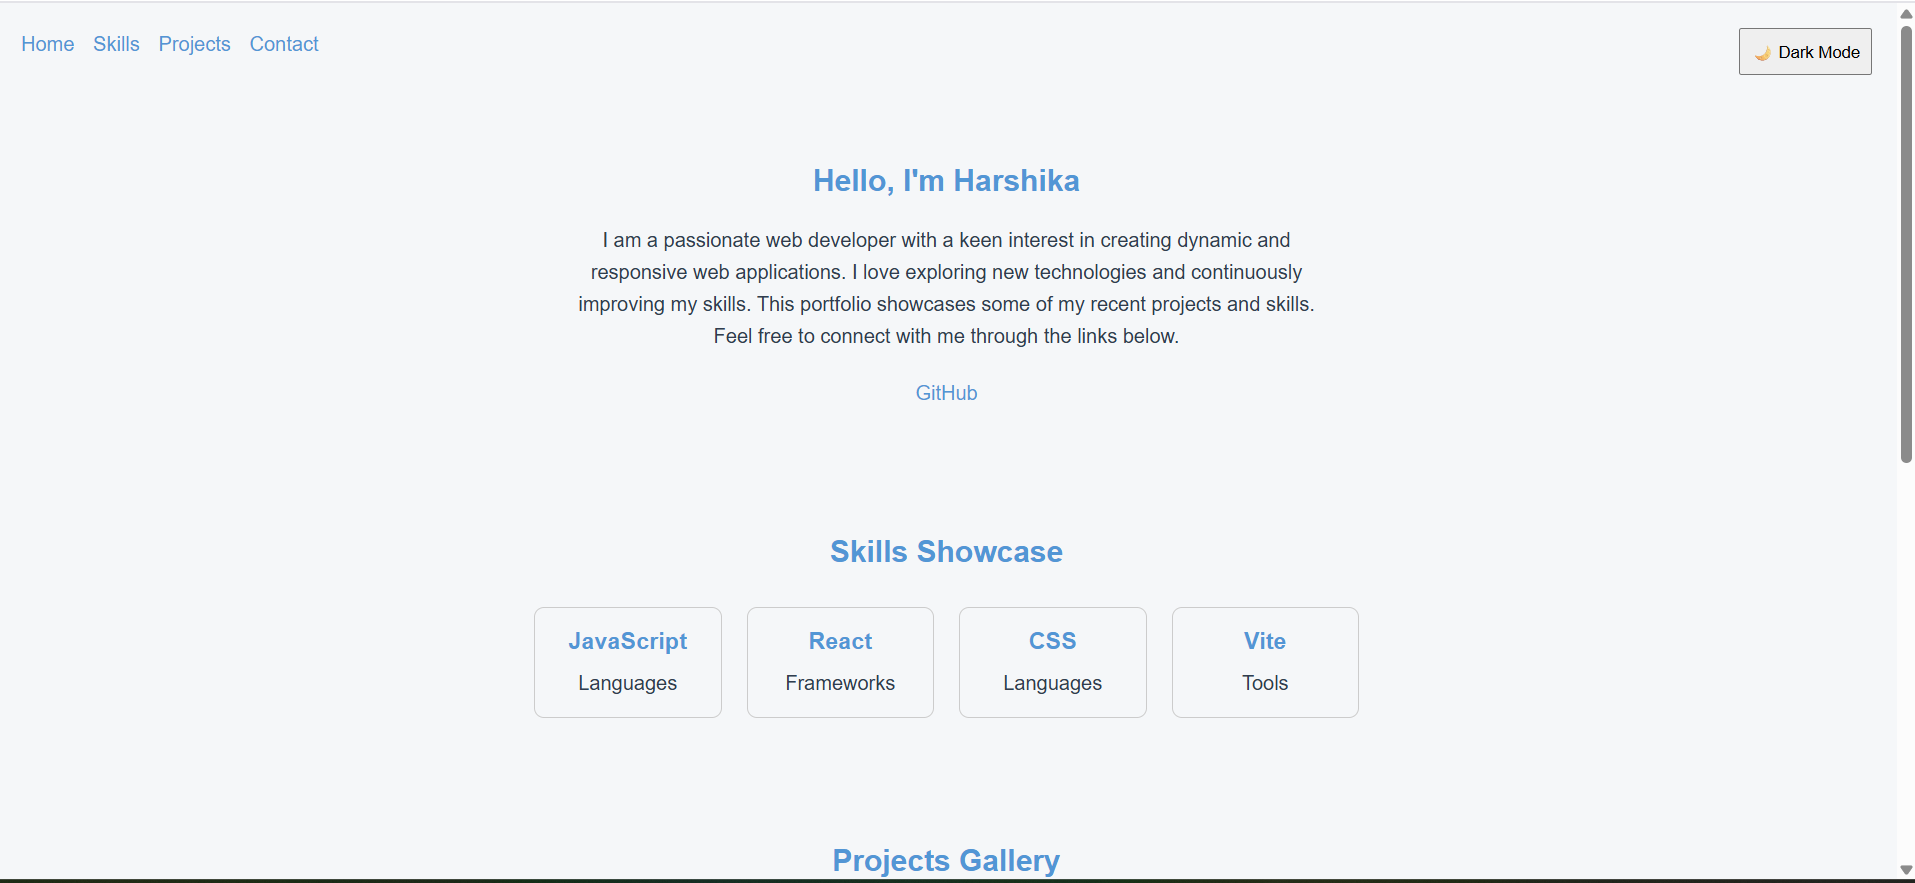 Home Skills Projects Contact
🌙 Dark Mode
Hello, I'm Harshika
I am a passionate web developer with a keen interest in creating dynamic and
responsive web applications. I love exploring new technologies and continuously
improving my skills. This portfolio showcases some of my recent projects and skills.
Feel free to connect with me through the links below.
GitHub
Skills Showcase
JavaScript
Languages
React
Frameworks
CSS
Languages
Vite
Tools
Projects Gallery